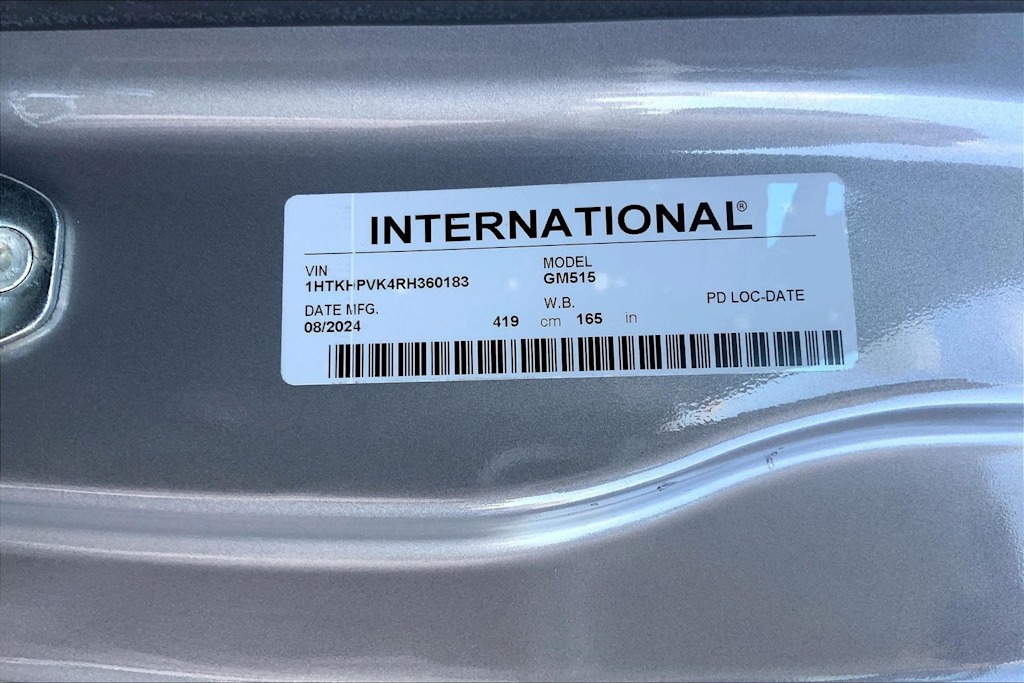 INTERNATIONAL®
VIN
1HTKHPVK4RH360183
MODEL
GM515
DATE MFG.
08/2024
W.B.
419 cm 165 in
PD LOC-DATE